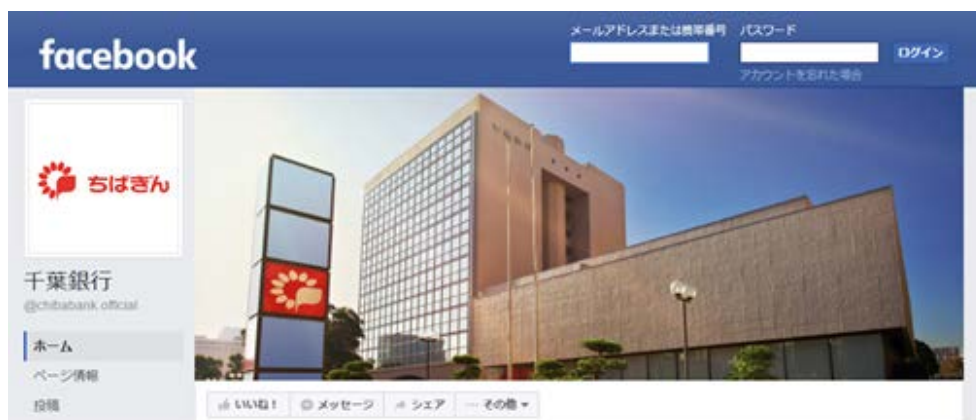 facebook
メールアドレスまたは携帯番号
パスワード
ログイン
アカウントを忘れた場合
ちばぎん
千葉銀行
@chibabank.official
ホーム
ページ情報
投稿
いいね！ メッセージ シェア … その他